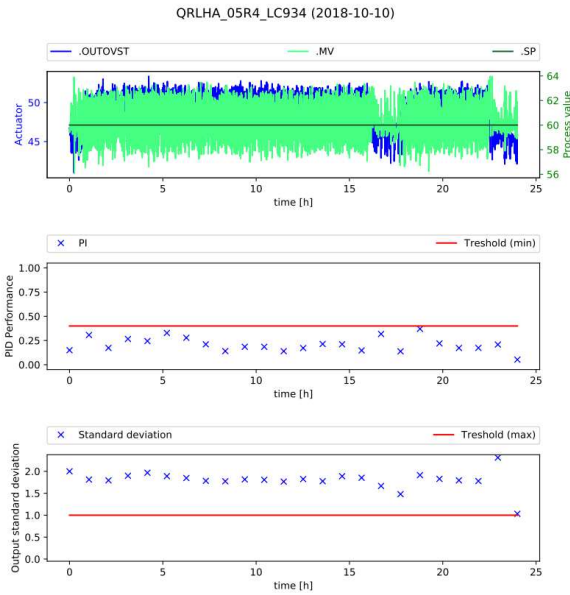 QRLHA_05R4_LC934 (2018-10-10)
.OUTOVST .MV .SP
Actuator
50
45
64
62
60
58
56
Process value
0 5 10 15 20 25
time [h]
PI Treshold (min)
PID Performance
1.00
0.75
0.50
0.25
0.00
0 5 10 15 20 25
time [h]
Standard deviation Treshold (max)
Output standard deviation
2.0
1.5
1.0
0.5
0.0
0 5 10 15 20 25
time [h]